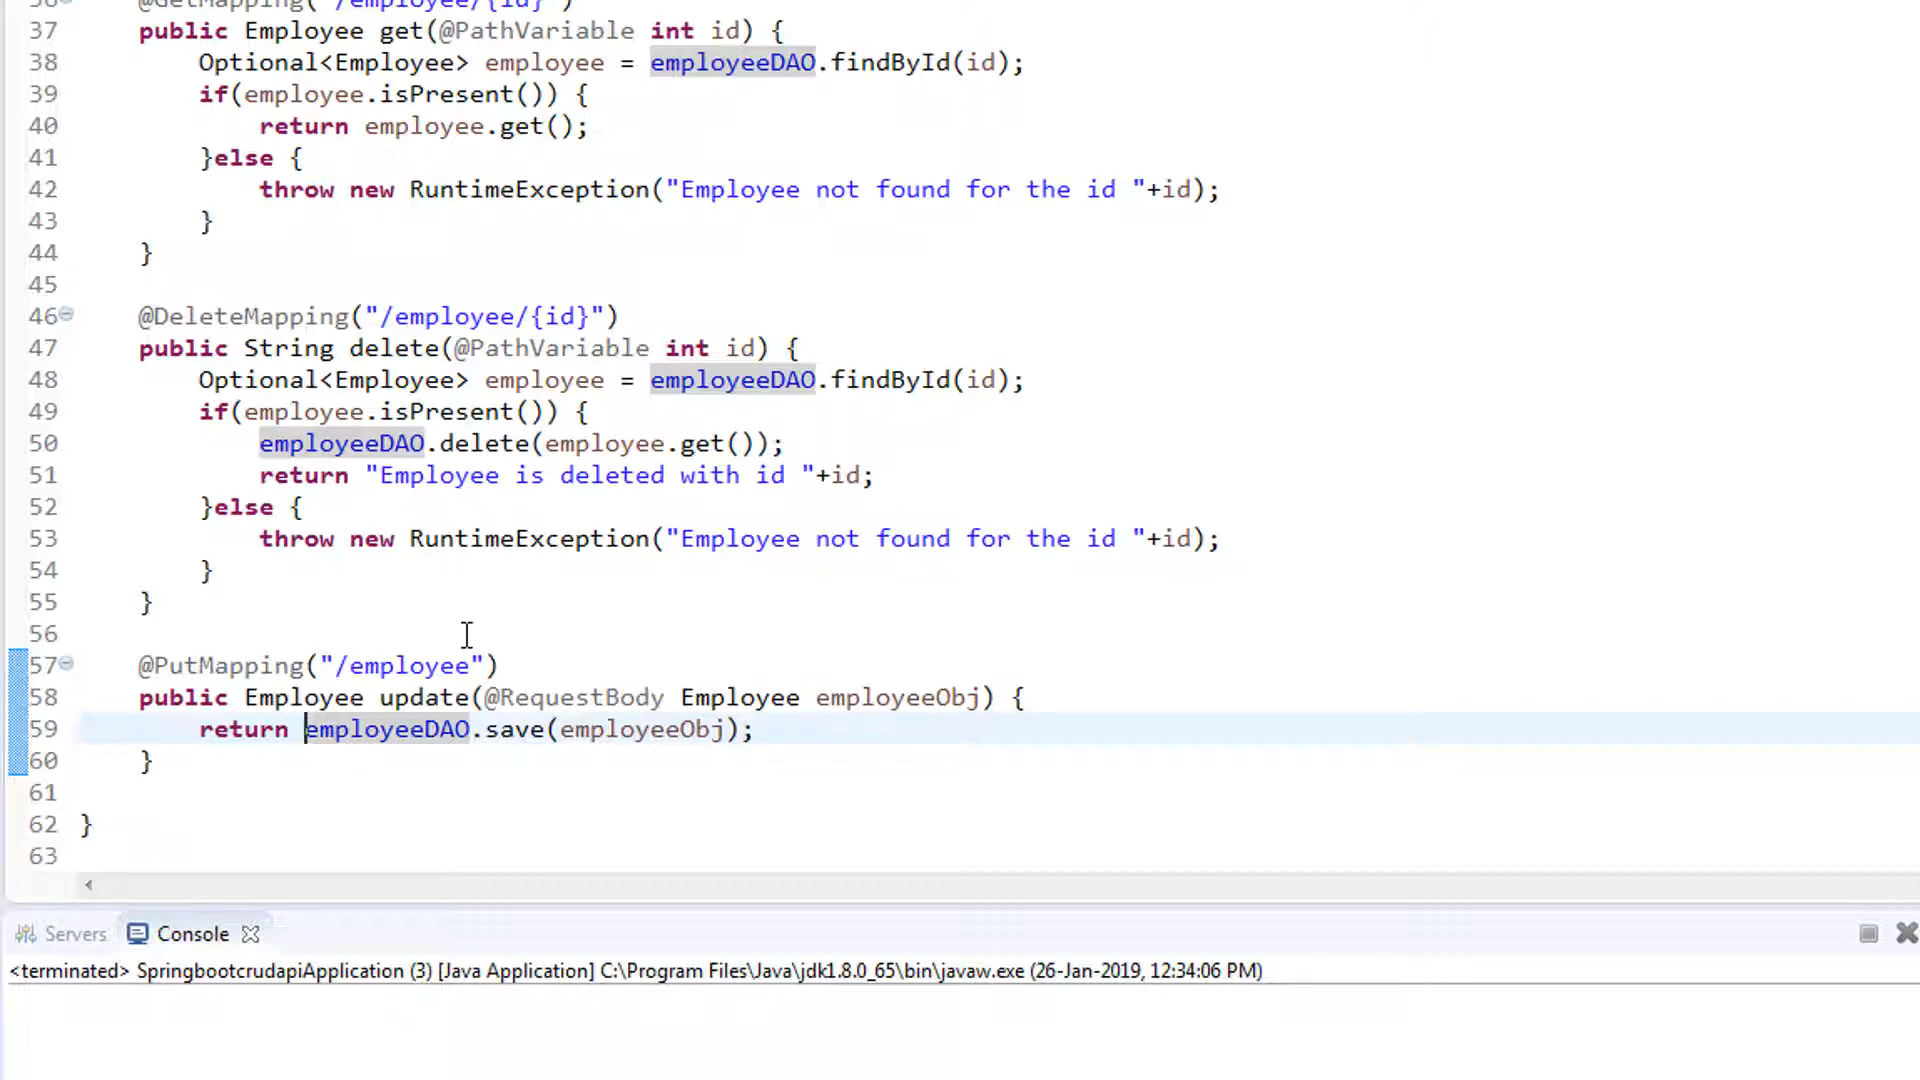 36 @GetMapping("/employee/{id}")
37 public Employee get(@PathVariable int id) {
38 Optional<Employee> employee = employeeDAO.findById(id);
39 if(employee.isPresent()) {
40 return employee.get();
41 }else {
42 throw new RuntimeException("Employee not found for the id "+id);
43 }
44 }
45
46 @DeleteMapping("/employee/{id}")
47 public String delete(@PathVariable int id) {
48 Optional<Employee> employee = employeeDAO.findById(id);
49 if(employee.isPresent()) {
50 employeeDAO.delete(employee.get());
51 return "Employee is deleted with id "+id;
52 }else {
53 throw new RuntimeException("Employee not found for the id "+id);
54 }
55 }
56
57 @PutMapping("/employee")
58 public Employee update(@RequestBody Employee employeeObj) {
59 return employeeDAO.save(employeeObj);
60 }
61
62 }
63
Servers Console
<terminated> SpringbootcrudapiApplication (3) [Java Application] C:\Program Files\Java\jdk1.8.0_65\bin\javaw.exe (26-Jan-2019, 12:34:06 PM)